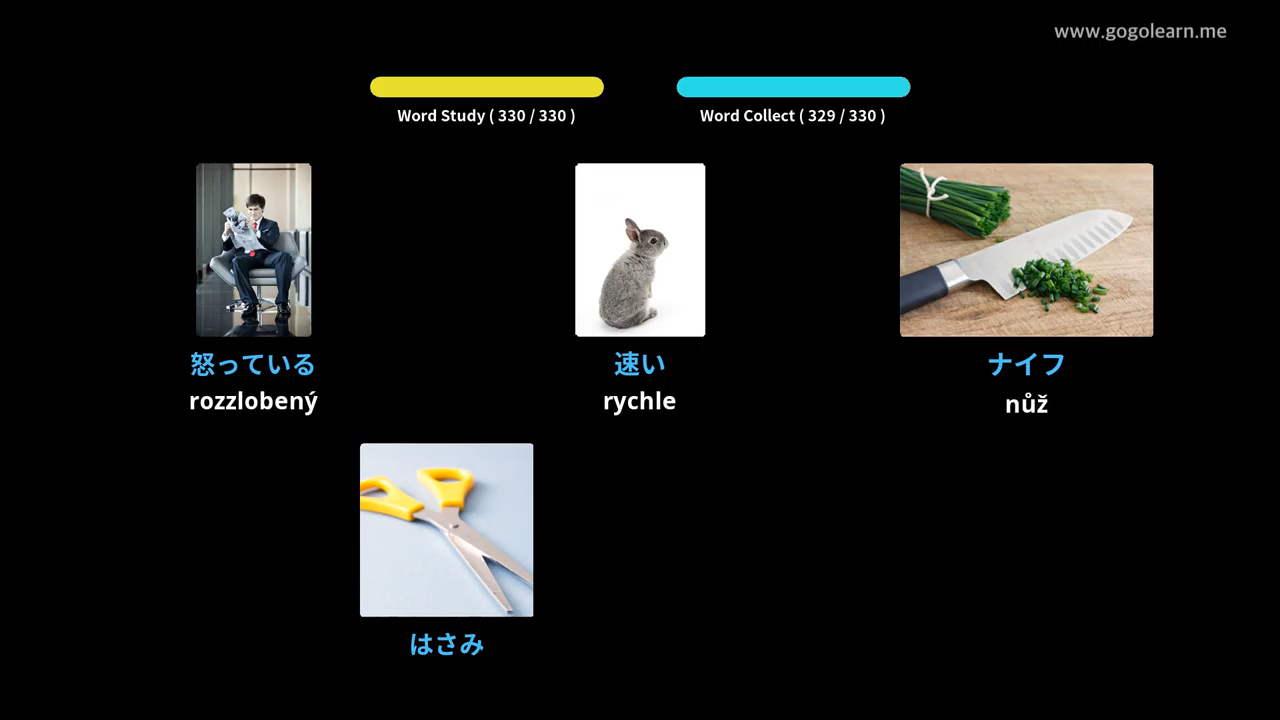 www.gogolearn.me
Word Study ( 330 / 330 )
Word Collect ( 329 / 330 )
怒っている
rozzlobený
速い
rychle
ナイフ
nůž
はさみ